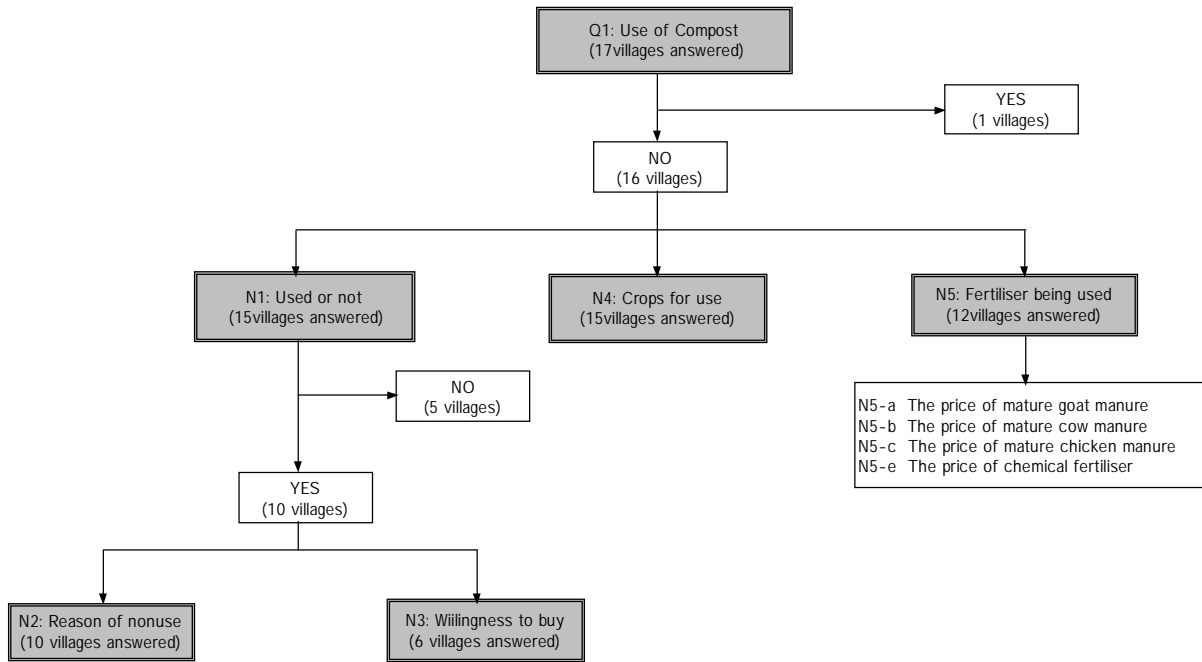 Q1: Use of Compost
(17villages answered)
YES
(1 villages)
NO
(16 villages)
N1: Used or not
(15villages answered)
N4: Crops for use
(15villages answered)
N5: Fertiliser being used
(12villages answered)
NO
(5 villages)
N5-a The price of mature goat manure
N5-b The price of mature cow manure
N5-c The price of mature chicken manure
N5-e The price of chemical fertiliser
YES
(10 villages)
N2: Reason of nonuse
(10 villages answered)
N3: Wiilingness to buy
(6 villages answered)